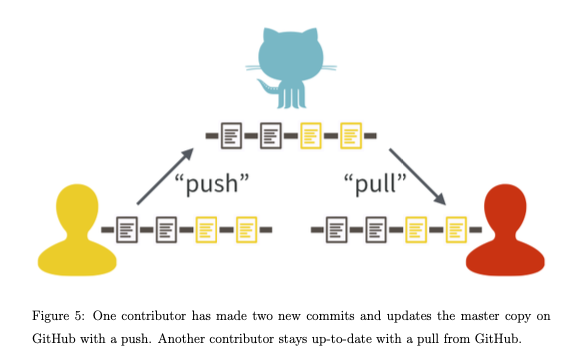 “push”
“pull”
Figure 5: One contributor has made two new commits and updates the master copy on
GitHub with a push. Another contributor stays up-to-date with a pull from GitHub.